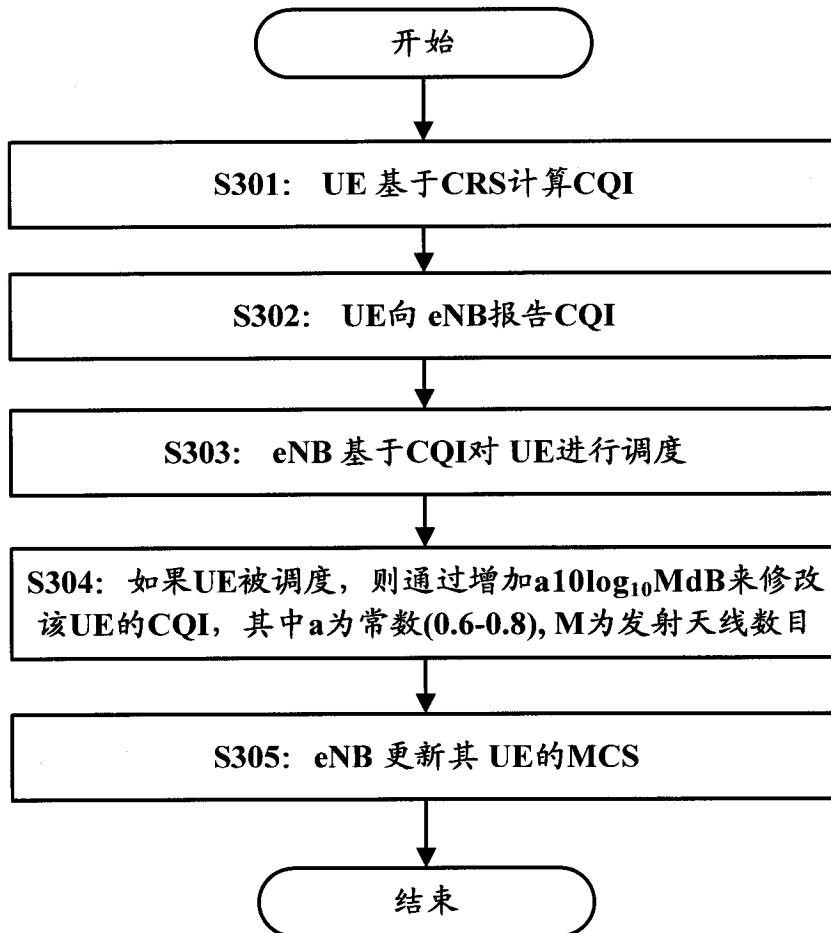 开始
S301： UE 基于CRS计算CQI
S302： UE向 eNB报告CQI
S303： eNB 基于CQI对 UE进行调度
S304：如果UE被调度，则通过增加a10log₁₀MdB来修改
该UE的CQI，其中a为常数(0.6-0.8), M为发射天线数目
S305：eNB 更新其 UE的MCS
结束